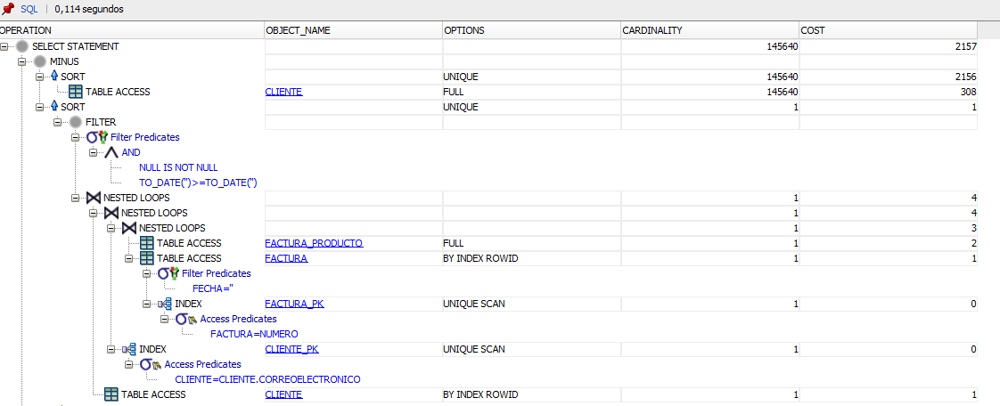 SQL | 0,114 segundos
OPERATION OBJECT_NAME OPTIONS CARDINALITY COST
SELECT STATEMENT 145640 2157
MINUS
SORT UNIQUE 145640 2156
TABLE ACCESS CLIENTE FULL 145640 308
SORT UNIQUE 1 1
FILTER
Filter Predicates
AND
NULL IS NOT NULL
TO_DATE('')>=TO_DATE('')
NESTED LOOPS 1 4
NESTED LOOPS 1 4
NESTED LOOPS 1 3
TABLE ACCESS FACTURA_PRODUCTO FULL 1 2
TABLE ACCESS FACTURA BY INDEX ROWID 1 1
Filter Predicates
FECHA=''
INDEX FACTURA_PK UNIQUE SCAN 1 0
Access Predicates
FACTURA=NUMERO
INDEX CLIENTE_PK UNIQUE SCAN 1 0
Access Predicates
CLIENTE=CLIENTE.CORREOELECTRONICO
TABLE ACCESS CLIENTE BY INDEX ROWID 1 1